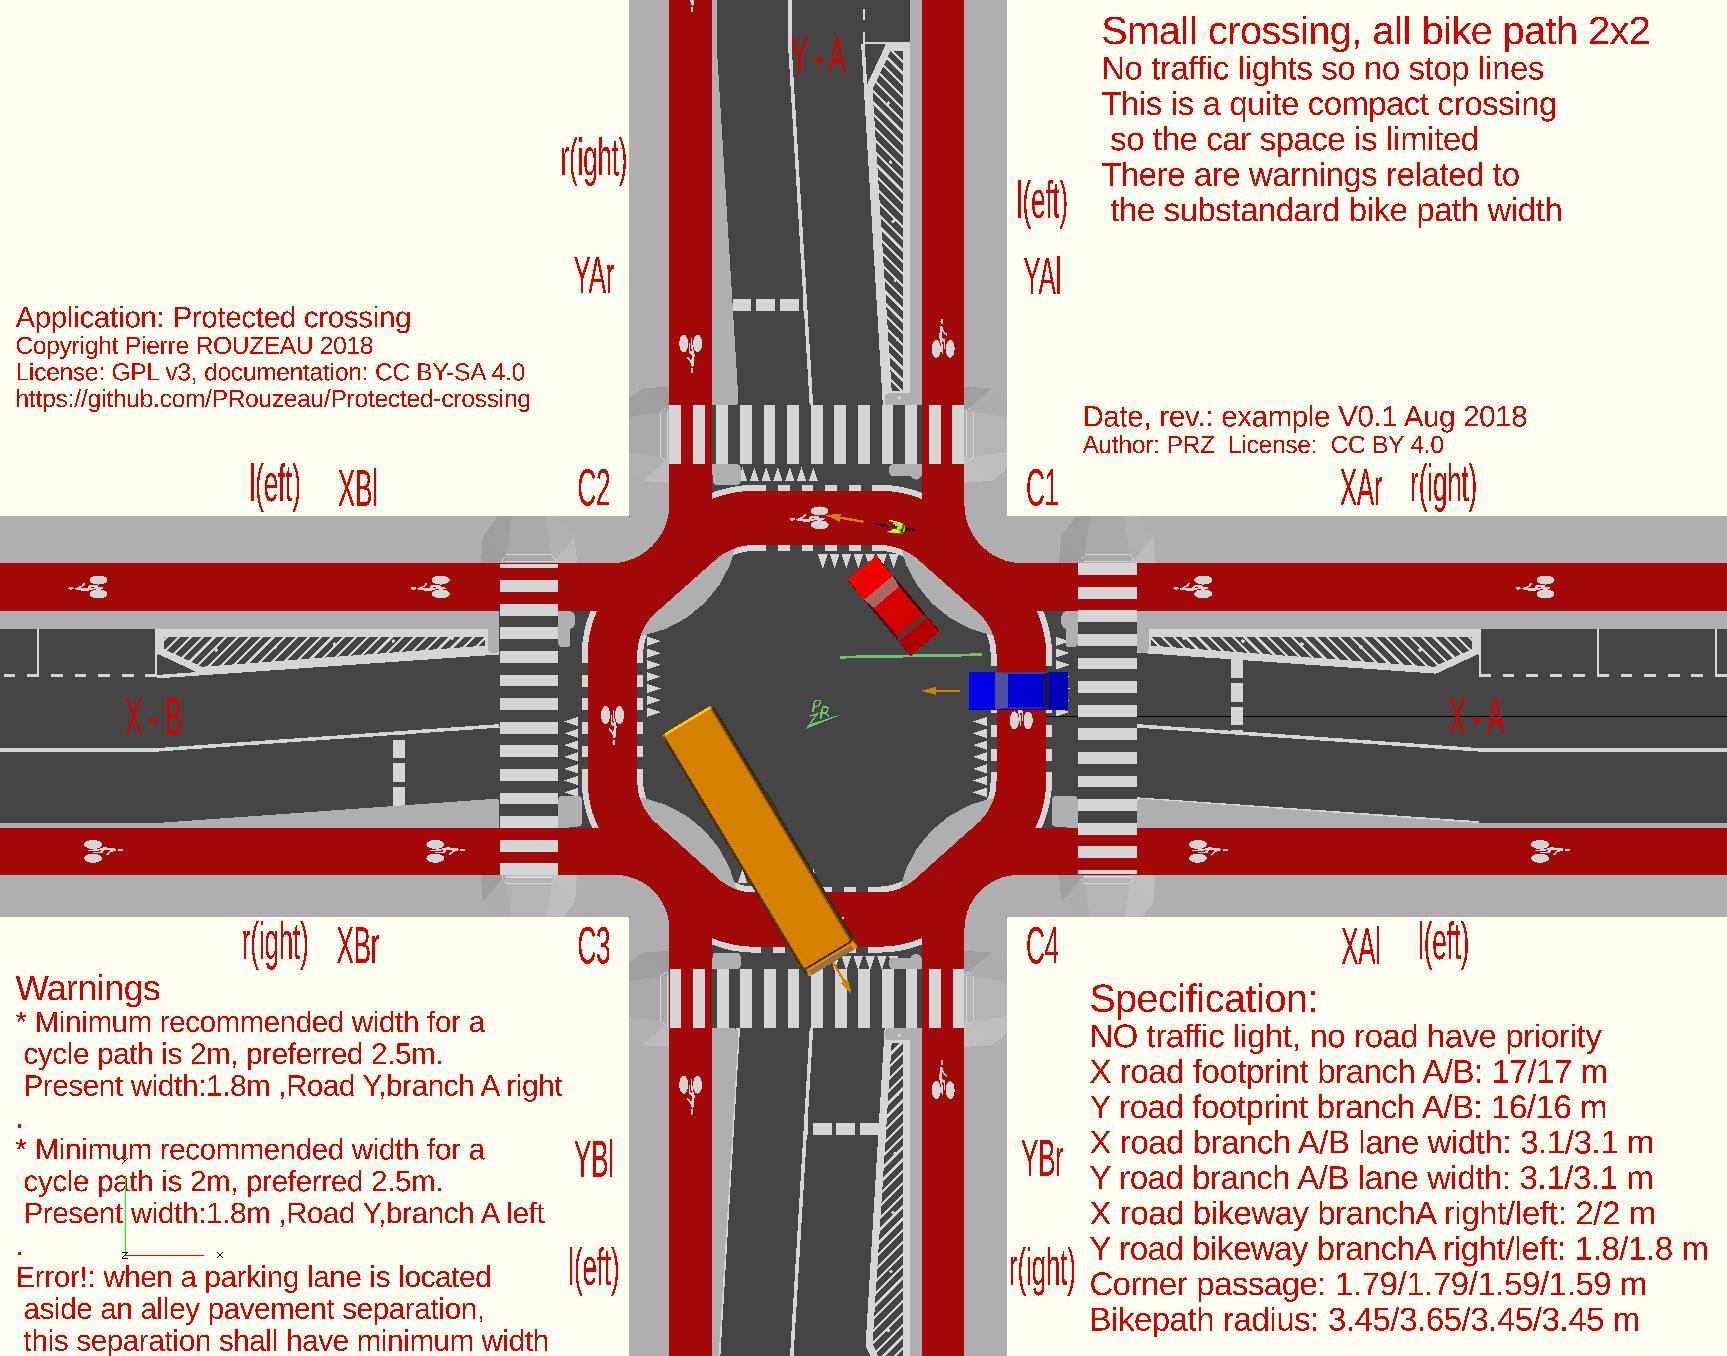 Small crossing, all bike path 2x2
No traffic lights so no stop lines
This is a quite compact crossing
so the car space is limited
There are warnings related to
the substandard bike path width
Y - A
r(ight)
l(eft)
YAr
YAl
Application: Protected crossing
Copyright Pierre ROUZEAU 2018
License: GPL v3, documentation: CC BY-SA 4.0
https://github.com/PRouzeau/Protected-crossing
Date, rev.: example V0.1 Aug 2018
Author: PRZ License: CC BY 4.0
l(eft) XBl
C2
C1
XAr r(ight)
X - B
PZR
X - A
r(ight) XBr
C3
C4
XAl l(eft)
Warnings
* Minimum recommended width for a
cycle path is 2m, preferred 2.5m.
Present width:1.8m ,Road Y,branch A right
.
* Minimum recommended width for a
cycle path is 2m, preferred 2.5m.
Present width:1.8m ,Road Y,branch A left
.
Error!: when a parking lane is located
aside an alley pavement separation,
this separation shall have minimum width
z x
YBl
YBr
l(eft)
r(ight)
Specification:
NO traffic light, no road have priority
X road footprint branch A/B: 17/17 m
Y road footprint branch A/B: 16/16 m
X road branch A/B lane width: 3.1/3.1 m
Y road branch A/B lane width: 3.1/3.1 m
X road bikeway branchA right/left: 2/2 m
Y road bikeway branchA right/left: 1.8/1.8 m
Corner passage: 1.79/1.79/1.59/1.59 m
Bikepath radius: 3.45/3.65/3.45/3.45 m